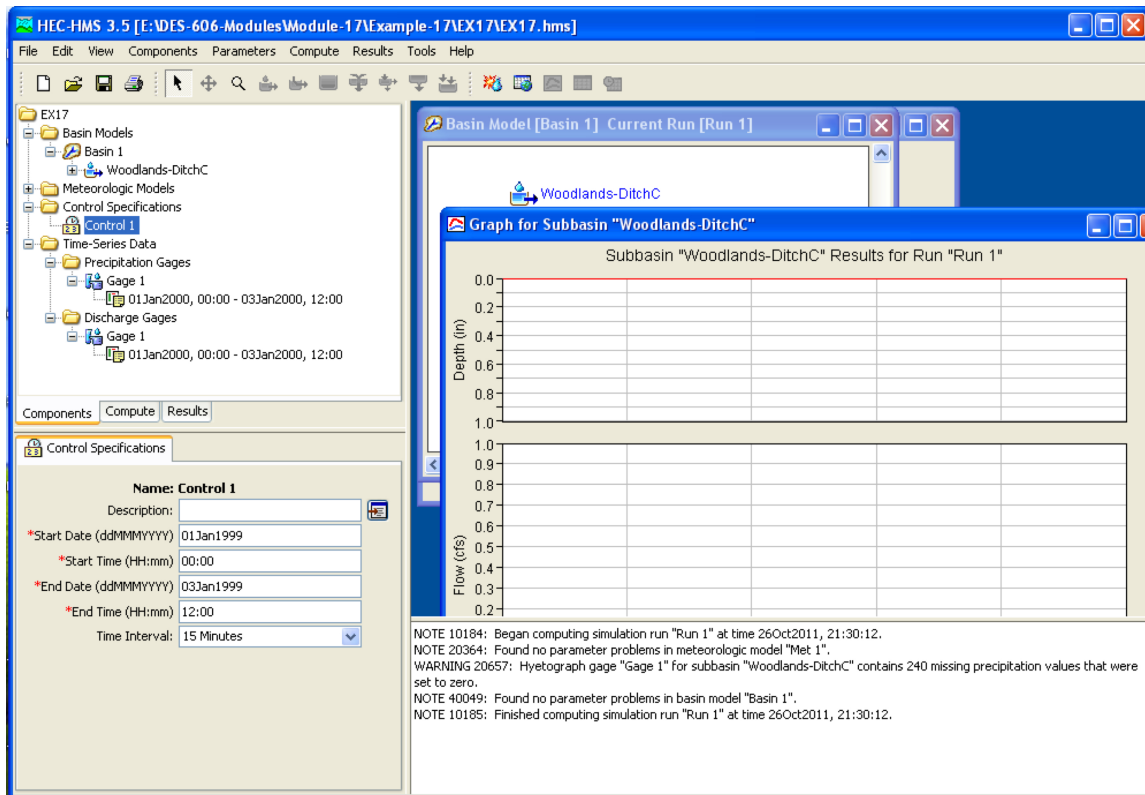 HEC-HMS 3.5 [E:\DES-606-Modules\Module-17\Example-17\EX17\EX17.hms]
File Edit View Components Parameters Compute Results Tools Help
EX17
Basin Models
Basin 1
Woodlands-DitchC
Meteorologic Models
Control Specifications
Control 1
Time-Series Data
Precipitation Gages
Gage 1
01Jan2000, 00:00 - 03Jan2000, 12:00
Discharge Gages
Gage 1
01Jan2000, 00:00 - 03Jan2000, 12:00
Components Compute Results
Control Specifications
Name: Control 1
Description:
*Start Date (ddMMMYYYY) 01Jan1999
*Start Time (HH:mm) 00:00
*End Date (ddMMMYYYY) 03Jan1999
*End Time (HH:mm) 12:00
Time Interval: 15 Minutes
Basin Model [Basin 1] Current Run [Run 1]
Woodlands-DitchC
Graph for Subbasin "Woodlands-DitchC"
Subbasin "Woodlands-DitchC" Results for Run "Run 1"
Depth (in)
0.0
0.2
0.4
0.6
0.8
1.0
Flow (cfs)
1.0
0.9
0.8
0.7
0.6
0.5
0.4
0.3
0.2
NOTE 10184: Began computing simulation run "Run 1" at time 26Oct2011, 21:30:12.
NOTE 20364: Found no parameter problems in meteorologic model "Met 1".
WARNING 20657: Hyetograph gage "Gage 1" for subbasin "Woodlands-DitchC" contains 240 missing precipitation values that were
set to zero.
NOTE 40049: Found no parameter problems in basin model "Basin 1".
NOTE 10185: Finished computing simulation run "Run 1" at time 26Oct2011, 21:30:12.